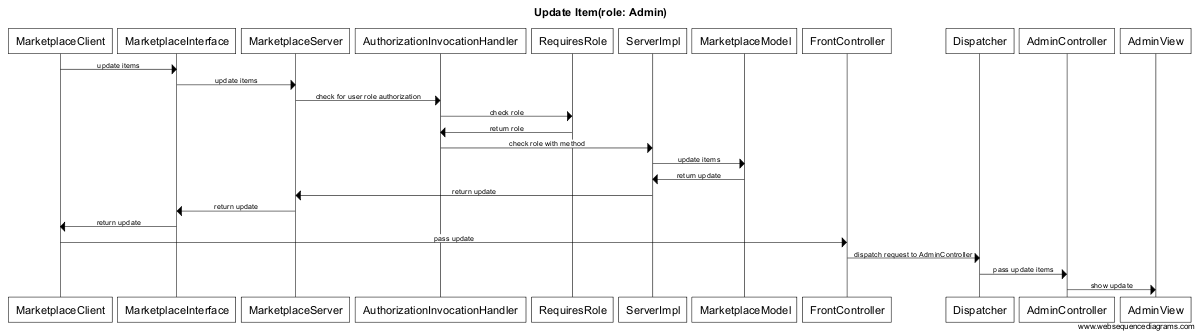 Update Item(role: Admin)
MarketplaceClient MarketplaceInterface MarketplaceServer AuthorizationInvocationHandler RequiresRole ServerImpl MarketplaceModel FrontController Dispatcher AdminController AdminView
update items
update items
check for user role authorization
check role
return role
check role with method
update items
return update
return update
return update
return update
pass update
dispatch request to AdminController
pass update items
show update
MarketplaceClient MarketplaceInterface MarketplaceServer AuthorizationInvocationHandler RequiresRole ServerImpl MarketplaceModel FrontController Dispatcher AdminController AdminView
www.websequencediagrams.com